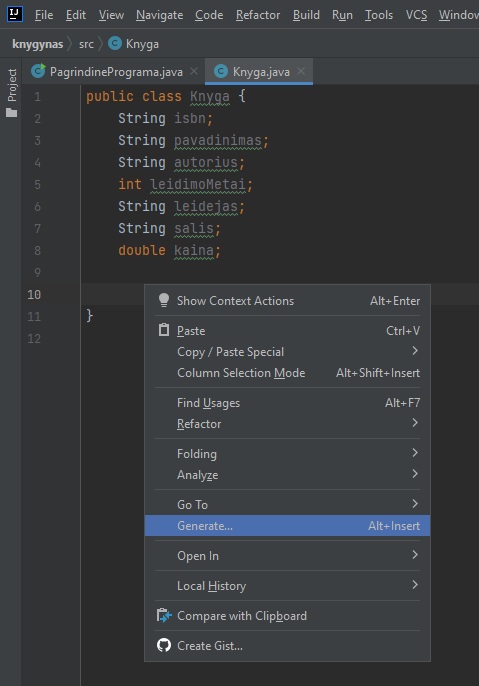 File Edit View Navigate Code Refactor Build Run Tools VCS Window
knygynas src Knyga
Project
PagrindinePrograma.java Knyga.java
1 public class Knyga {
2 String isbn;
3 String pavadinimas;
4 String autorius;
5 int leidimoMetai;
6 String leidejas;
7 String salis;
8 double kaina;
9
10
11 }
12
Show Context Actions Alt+Enter
Paste Ctrl+V
Copy / Paste Special
Column Selection Mode Alt+Shift+Insert
Find Usages Alt+F7
Refactor
Folding
Analyze
Go To
Generate... Alt+Insert
Open In
Local History
Compare with Clipboard
Create Gist...